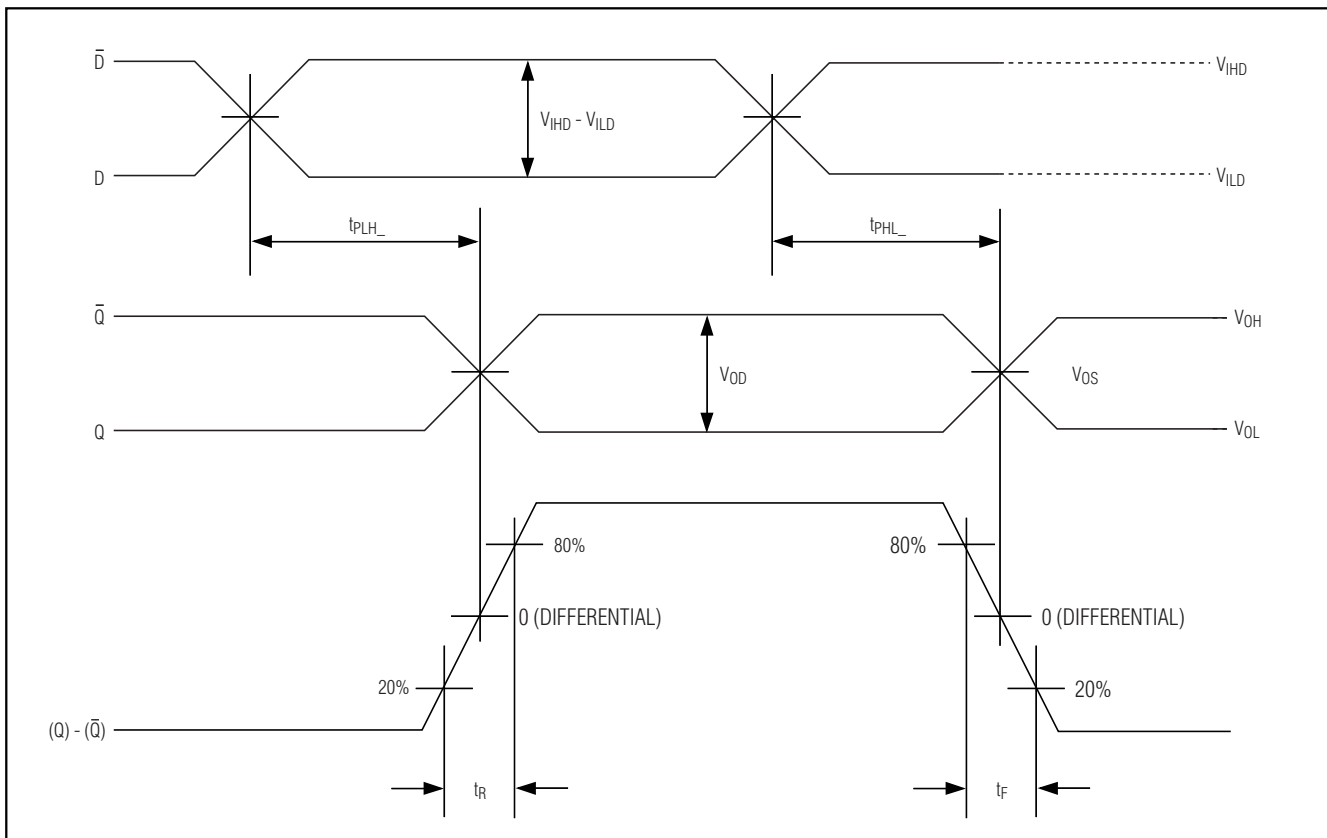 D̅
V_IHD
V_IHD - V_ILD
D
V_ILD
t_PLH_
t_PHL_
Q̅
V_OH
V_OD
V_OS
Q
V_OL
80%
80%
0 (DIFFERENTIAL)
0 (DIFFERENTIAL)
20%
20%
(Q) - (Q̅)
t_R
t_F